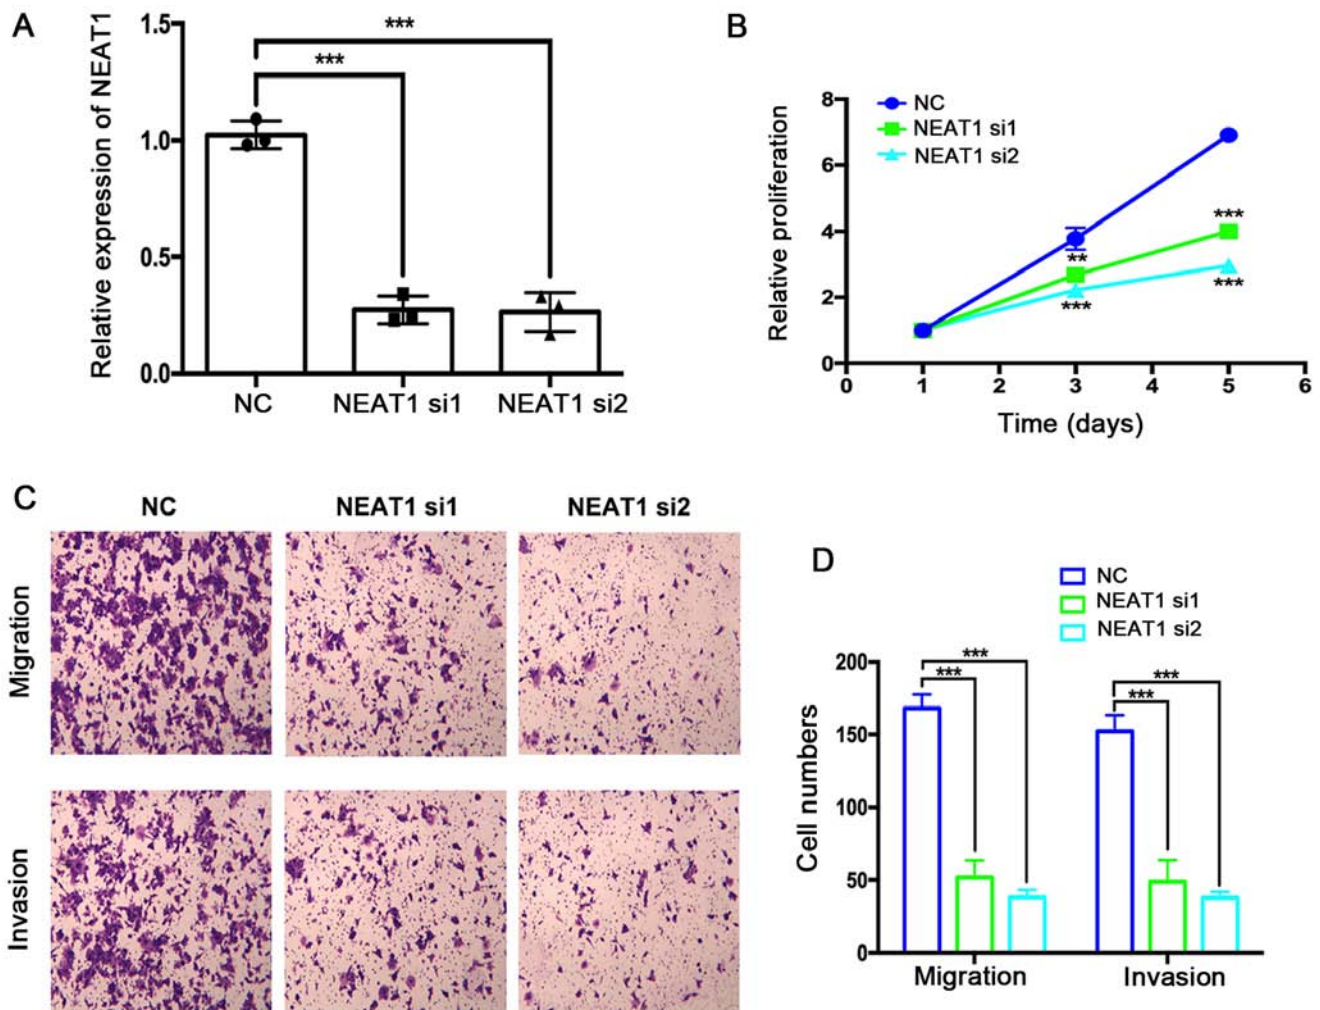 A
Relative expression of NEAT1
1.5
1.0
0.5
0.0
***
***
NC
NEAT1 si1
NEAT1 si2
B
Relative proliferation
8
6
4
2
0
NC
NEAT1 si1
NEAT1 si2
**
***
***
***
0 1 2 3 4 5 6
Time (days)
C
NC NEAT1 si1 NEAT1 si2
Migration
Invasion
D
NC
NEAT1 si1
NEAT1 si2
Cell numbers
200
150
100
50
0
***
***
***
***
Migration Invasion